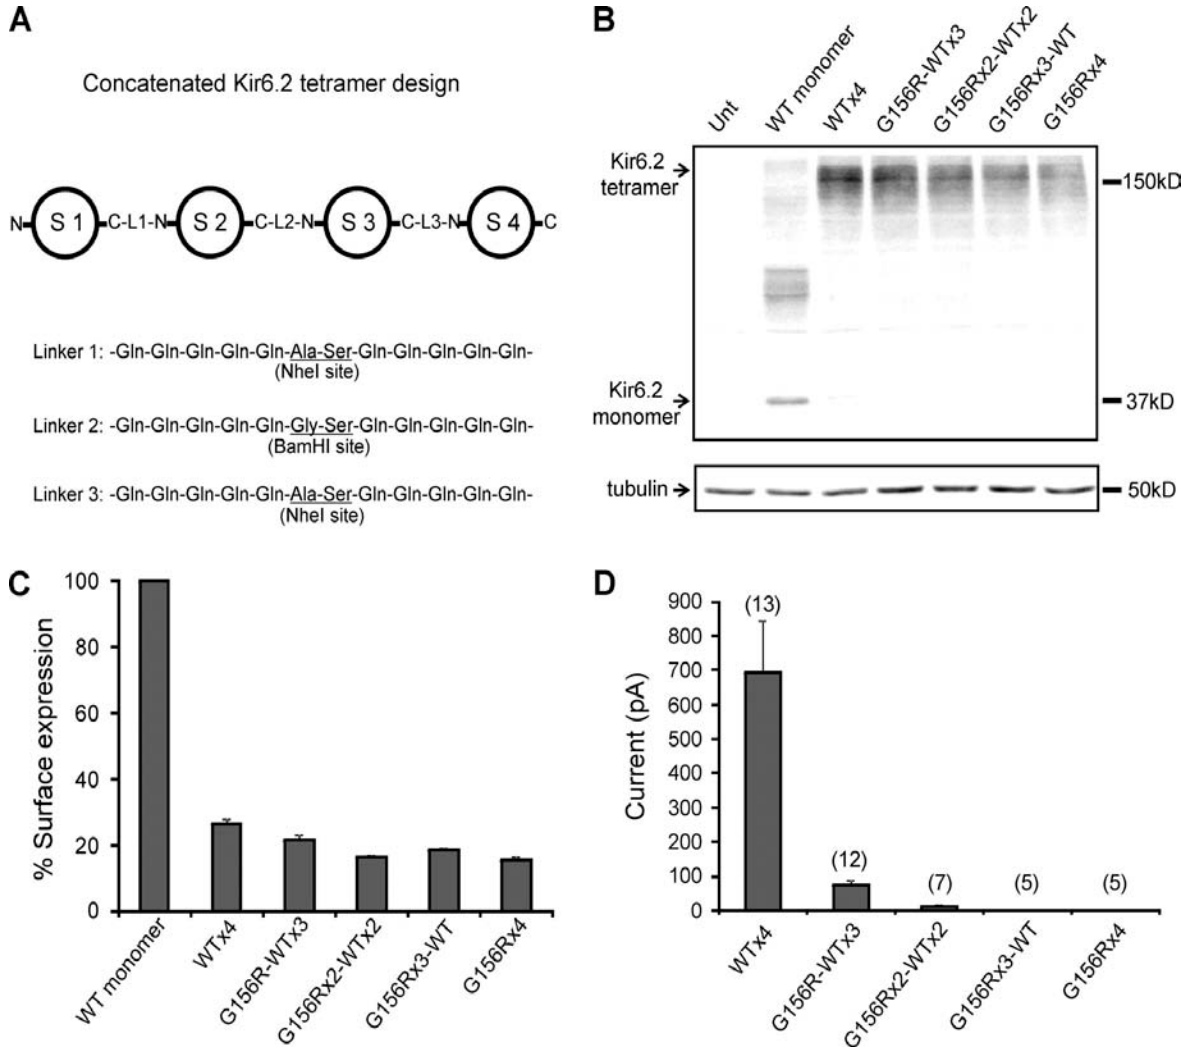 A
Concatenated Kir6.2 tetramer design
N S 1 C-L1-N S 2 C-L2-N S 3 C-L3-N S 4 C
Linker 1: -Gln-Gln-Gln-Gln-Gln-Ala-Ser-Gln-Gln-Gln-Gln-Gln-
(NheI site)
Linker 2: -Gln-Gln-Gln-Gln-Gln-Gly-Ser-Gln-Gln-Gln-Gln-Gln-
(BamHI site)
Linker 3: -Gln-Gln-Gln-Gln-Gln-Ala-Ser-Gln-Gln-Gln-Gln-Gln-
(NheI site)
B
Unt
WT monomer
WTx4
G156R-WTx3
G156Rx2-WTx2
G156Rx3-WT
G156Rx4
Kir6.2
tetramer
150kD
Kir6.2
monomer
37kD
tubulin
50kD
C
% Surface expression
100
80
60
40
20
0
WT monomer
WTx4
G156R-WTx3
G156Rx2-WTx2
G156Rx3-WT
G156Rx4
D
Current (pA)
900
800
700
600
500
400
300
200
100
0
(13)
(12)
(7)
(5)
(5)
WTx4
G156R-WTx3
G156Rx2-WTx2
G156Rx3-WT
G156Rx4